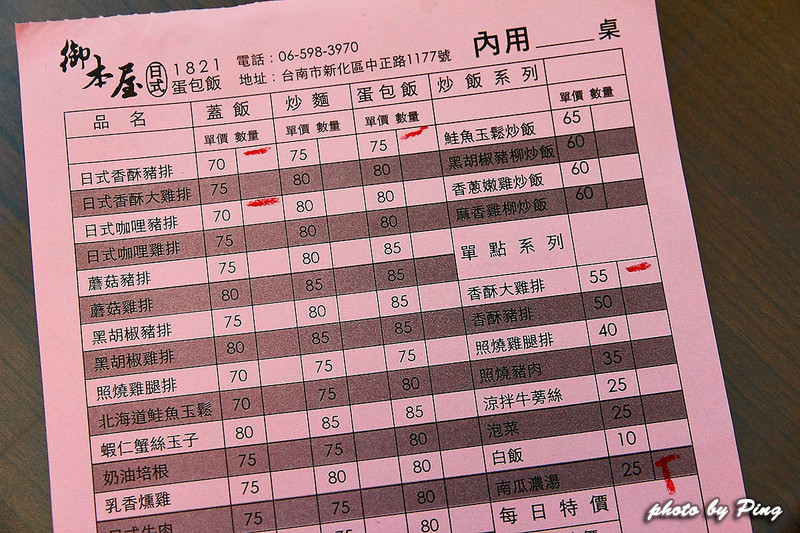 御本屋 日式 1821 蛋包飯
電話：06-598-3970
地址：台南市新化區中正路1177號
內用____桌
品名 蓋飯 炒麵 蛋包飯 炒飯系列
單價 數量 單價 數量 單價 數量 單價 數量
日式香酥豬排 70 75 75
日式香酥大雞排 75 80 80
日式咖哩豬排 70 80 80
日式咖哩雞排 75 80 80
蘑菇豬排 75 80 85
蘑菇雞排 80 85 85
黑胡椒豬排 75 80 85
黑胡椒雞排 80 85 85
照燒雞腿排 70 75 75
北海道鮭魚玉鬆 70 75 80
蝦仁蟹絲玉子 80 85 85
奶油培根 75 75 80
乳香燻雞 75 80 80
日式牛肉 75 80 80
80
鮭魚玉鬆炒飯 65
黑胡椒豬柳炒飯 60
香蔥嫩雞炒飯 60
麻香雞柳炒飯 60
單點系列
香酥大雞排 55
香酥豬排 50
照燒雞腿排 40
照燒豬肉 35
涼拌牛蒡絲 25
泡菜 25
白飯 10
南瓜濃湯 25
每日特價
photo by Ping